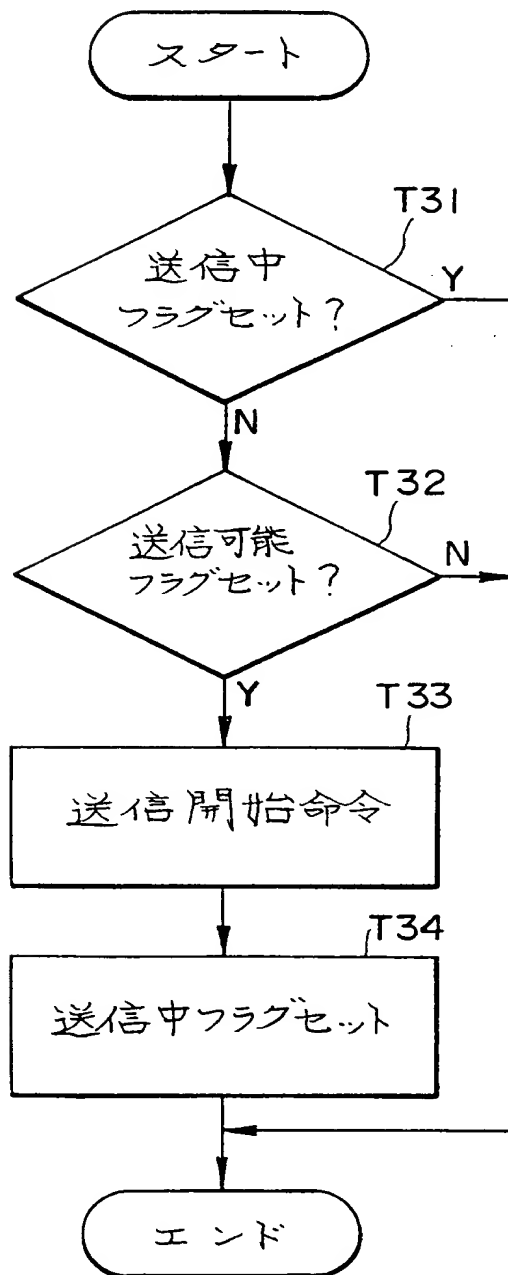 スタート
T31
送信中
フラグセット?
Y
N
T32
送信可能
フラグセット?
N
Y
T33
送信開始命令
T34
送信中フラグセット
エンド